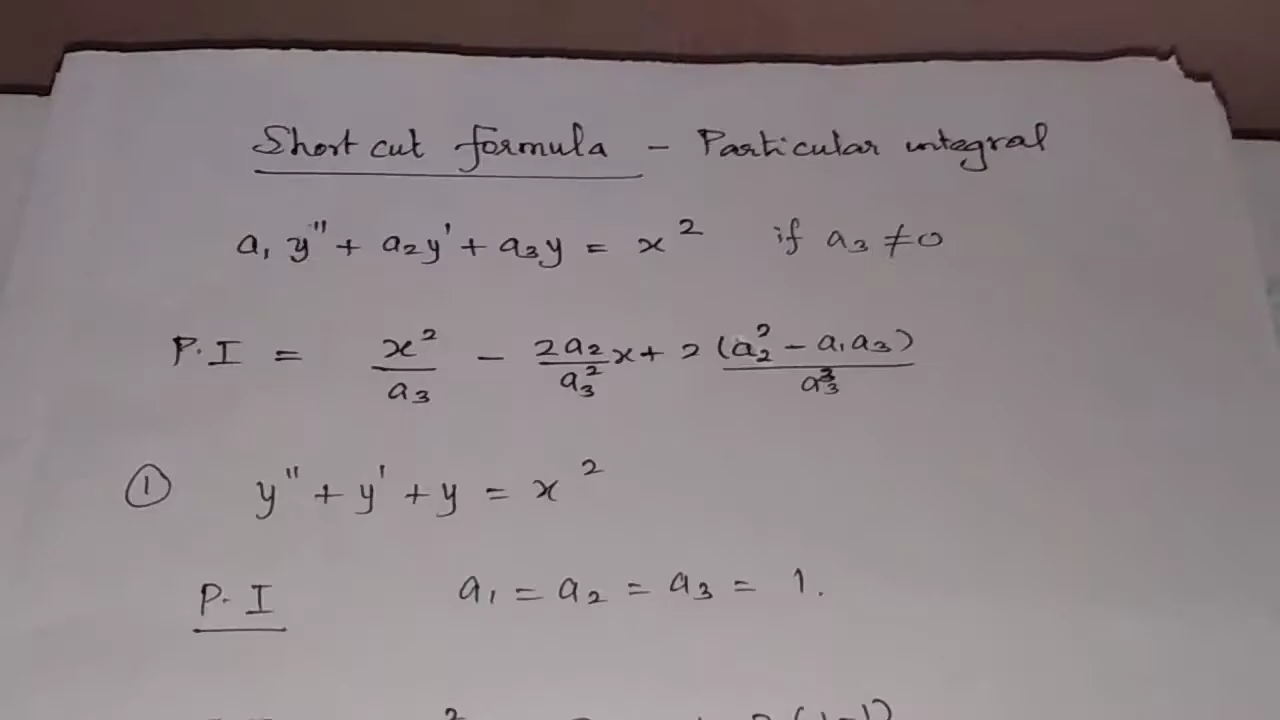 Short cut formula - Particular integral
a₁ y'' + a₂y' + a₃y = x² if a₃ ≠ 0
P.I = x²/a₃ - 2a₂/a₃² x + 2 (a₂² - a₁a₃)/a₃³
① y'' + y' + y = x²
P.I a₁ = a₂ = a₃ = 1.